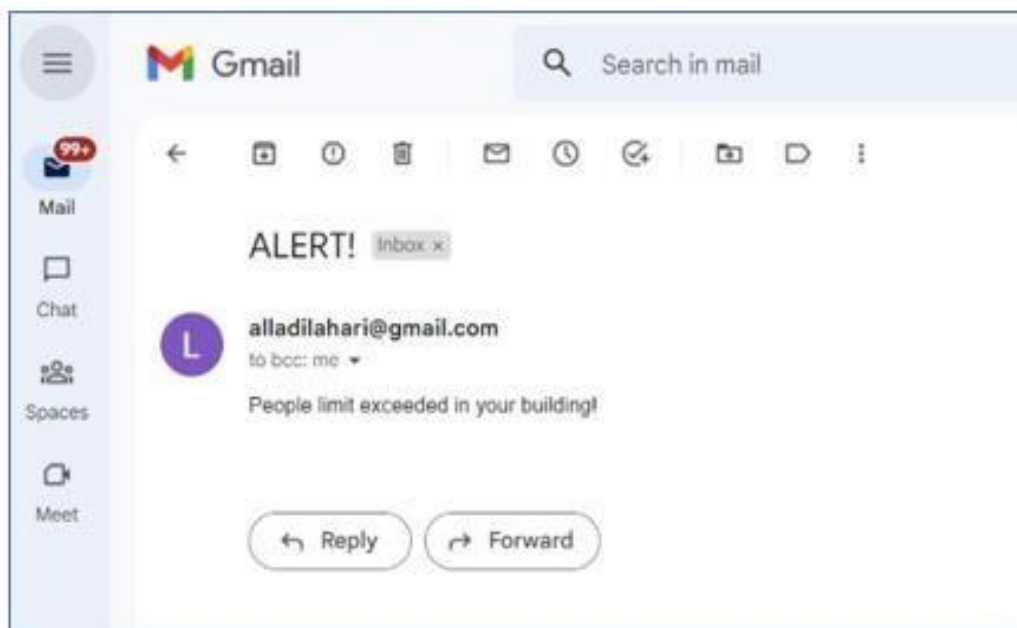 Gmail
Search in mail
99+
Mail
Chat
Spaces
Meet
ALERT! Inbox ×
L
alladilahari@gmail.com
to bcc: me
People limit exceeded in your building!
Reply Forward